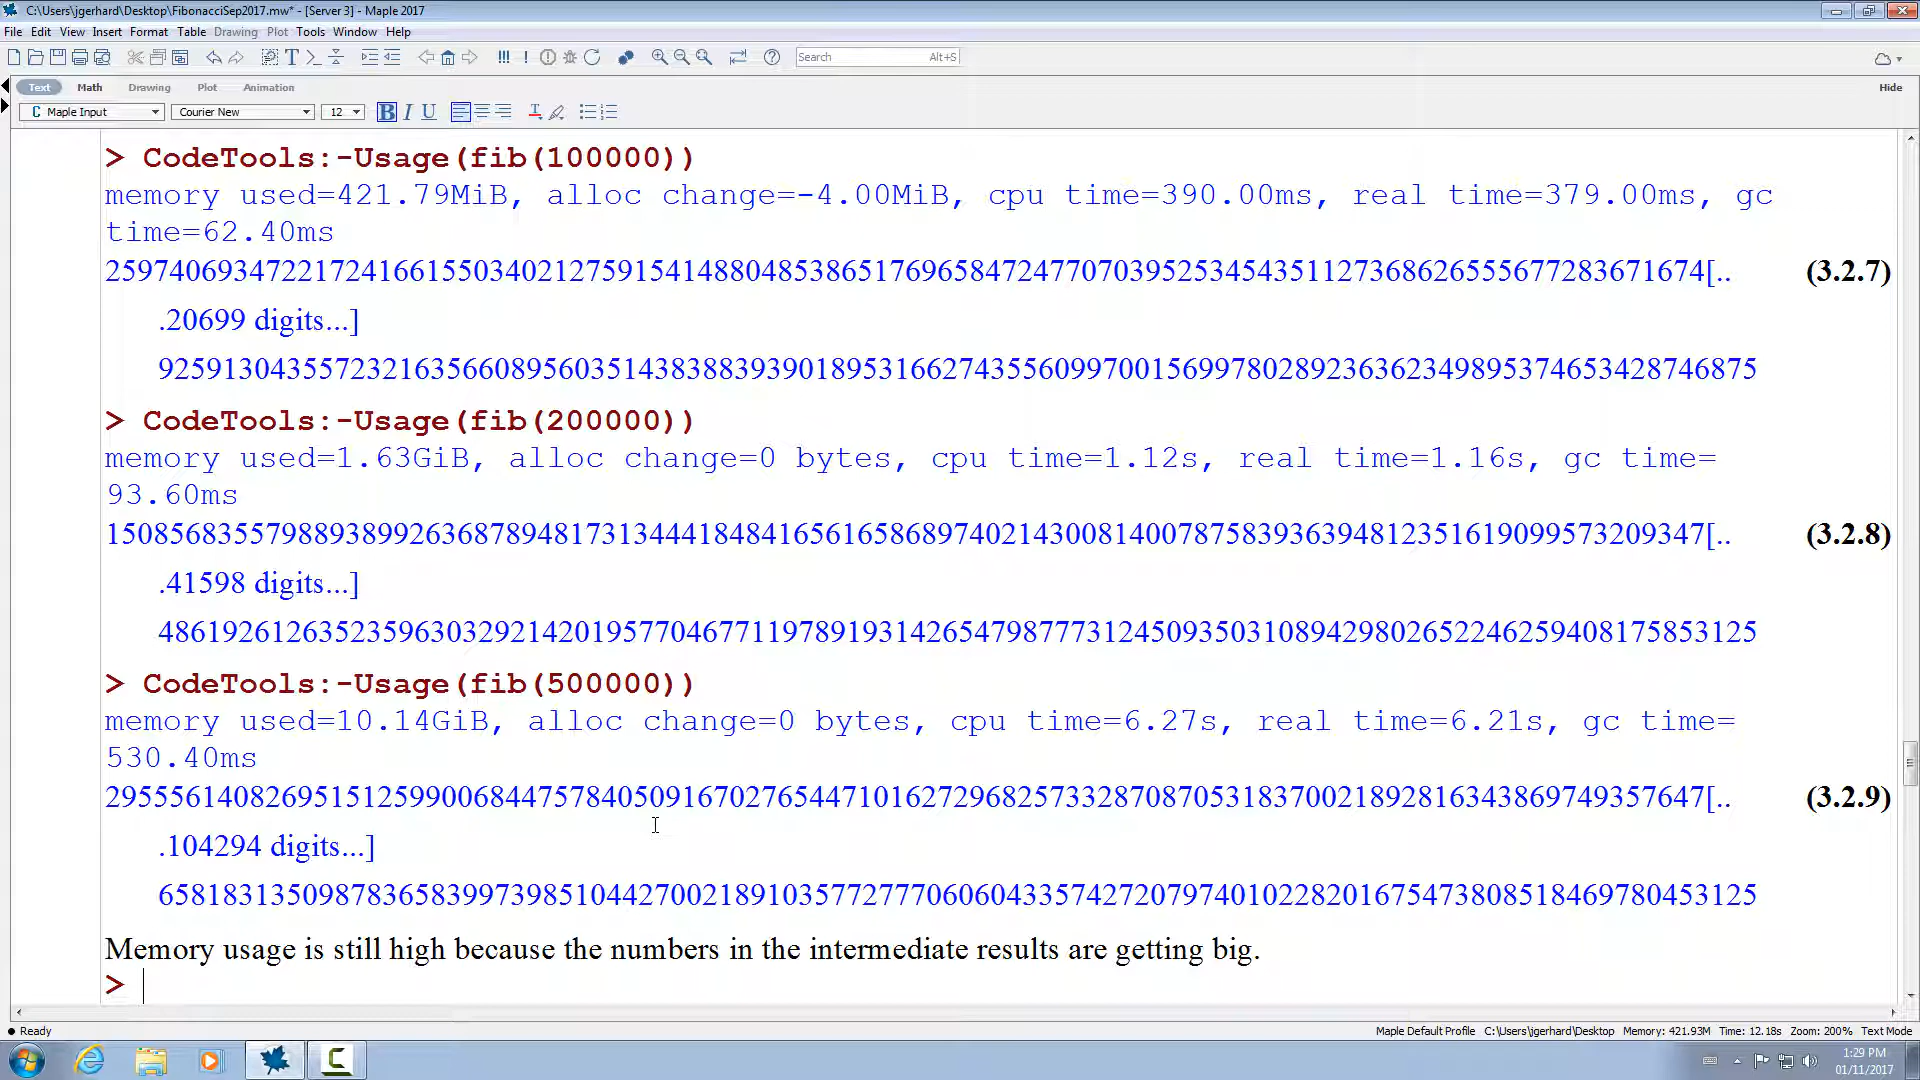 C:\Users\jgerhard\Desktop\FibonacciSep2017.mw* - [Server 3] - Maple 2017
File Edit View Insert Format Table Drawing Plot Tools Window Help
Search Alt+S
Text Math Drawing Plot Animation Hide
C Maple Input Courier New 12 B I U
> CodeTools:-Usage(fib(100000))
memory used=421.79MiB, alloc change=-4.00MiB, cpu time=390.00ms, real time=379.00ms, gc
time=62.40ms
2597406934722172416615503402127591541488048538651769658472477070395253454351127368626555677283671674[.. (3.2.7)
.20699 digits...]
9259130435572321635660895603514383883939018953166274355609970015699780289236362349895374653428746875
> CodeTools:-Usage(fib(200000))
memory used=1.63GiB, alloc change=0 bytes, cpu time=1.12s, real time=1.16s, gc time=
93.60ms
1508568355798893899263687894817313444184841656165868974021430081400787583936394812351619099573209347[.. (3.2.8)
.41598 digits...]
4861926126352359630329214201957704677119789193142654798777312450935031089429802652246259408175853125
> CodeTools:-Usage(fib(500000))
memory used=10.14GiB, alloc change=0 bytes, cpu time=6.27s, real time=6.21s, gc time=
530.40ms
2955561408269515125990068447578405091670276544710162729682573328708705318370021892816343869749357647[.. (3.2.9)
.104294 digits...]
6581831350987836583997398510442700218910357727770606043357427207974010228201675473808518469780453125
Memory usage is still high because the numbers in the intermediate results are getting big.
>
Ready Maple Default Profile C:\Users\jgerhard\Desktop Memory: 421.93M Time: 12.18s Zoom: 200% Text Mode
1:29 PM
01/11/2017